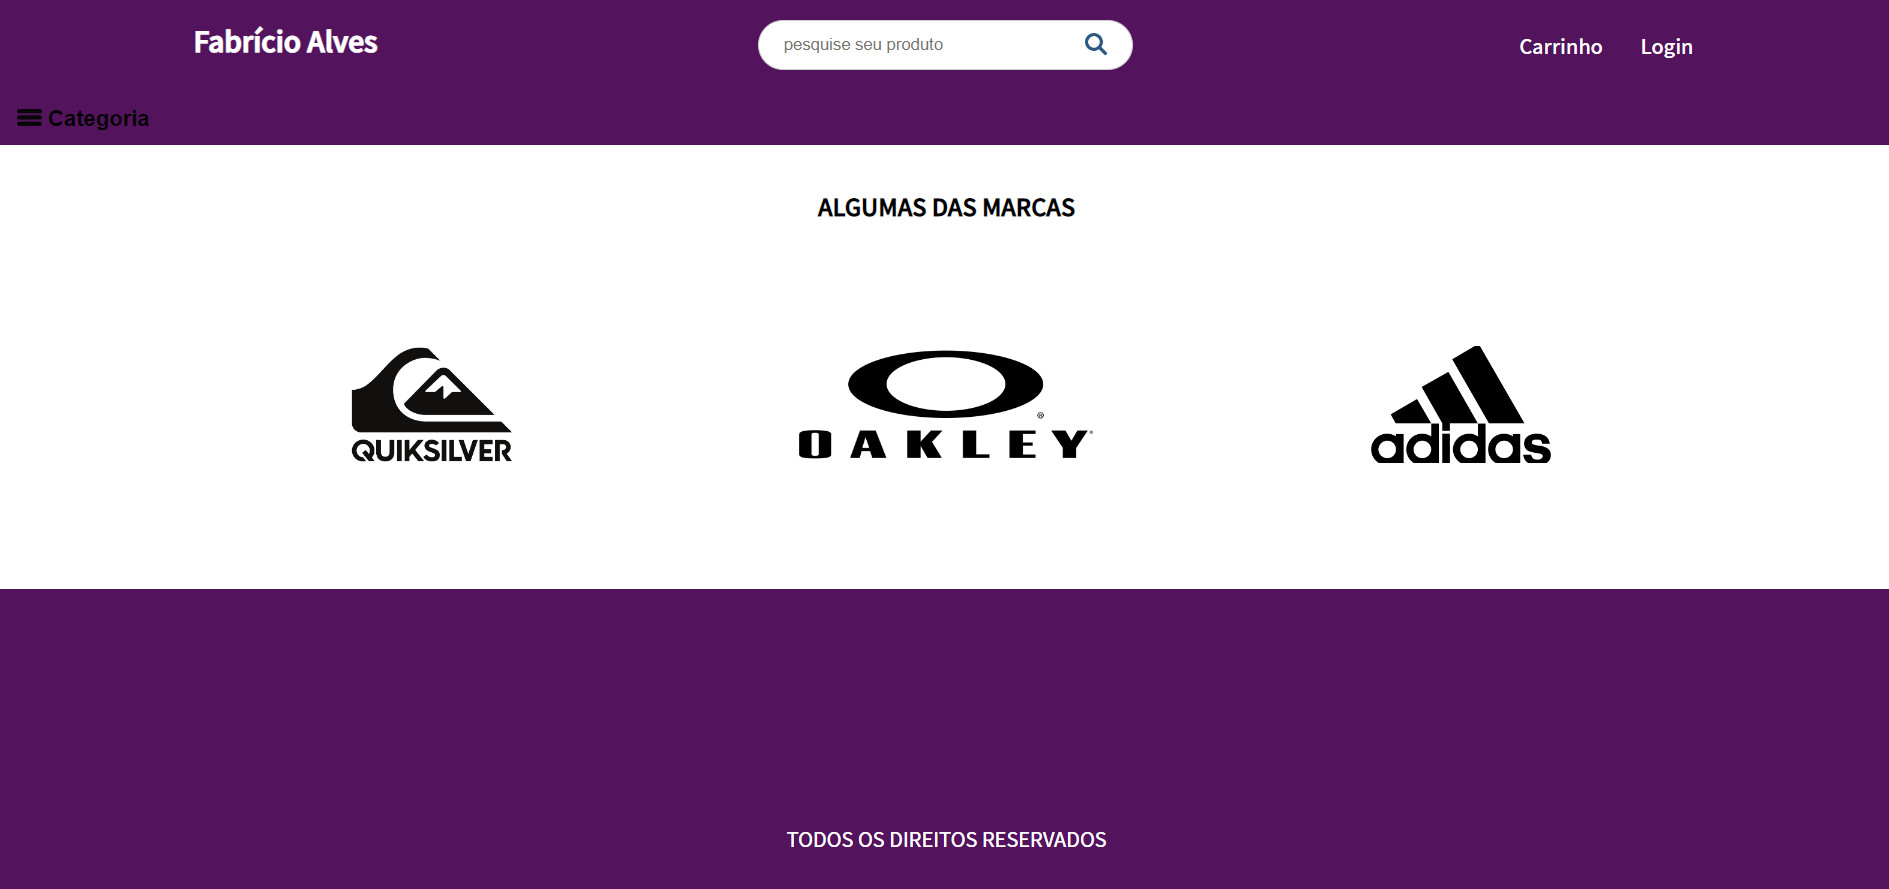 Fabrício Alves
pesquise seu produto
Carrinho
Login
Categoria
ALGUMAS DAS MARCAS
QUIKSILVER
OAKLEY
adidas
TODOS OS DIREITOS RESERVADOS